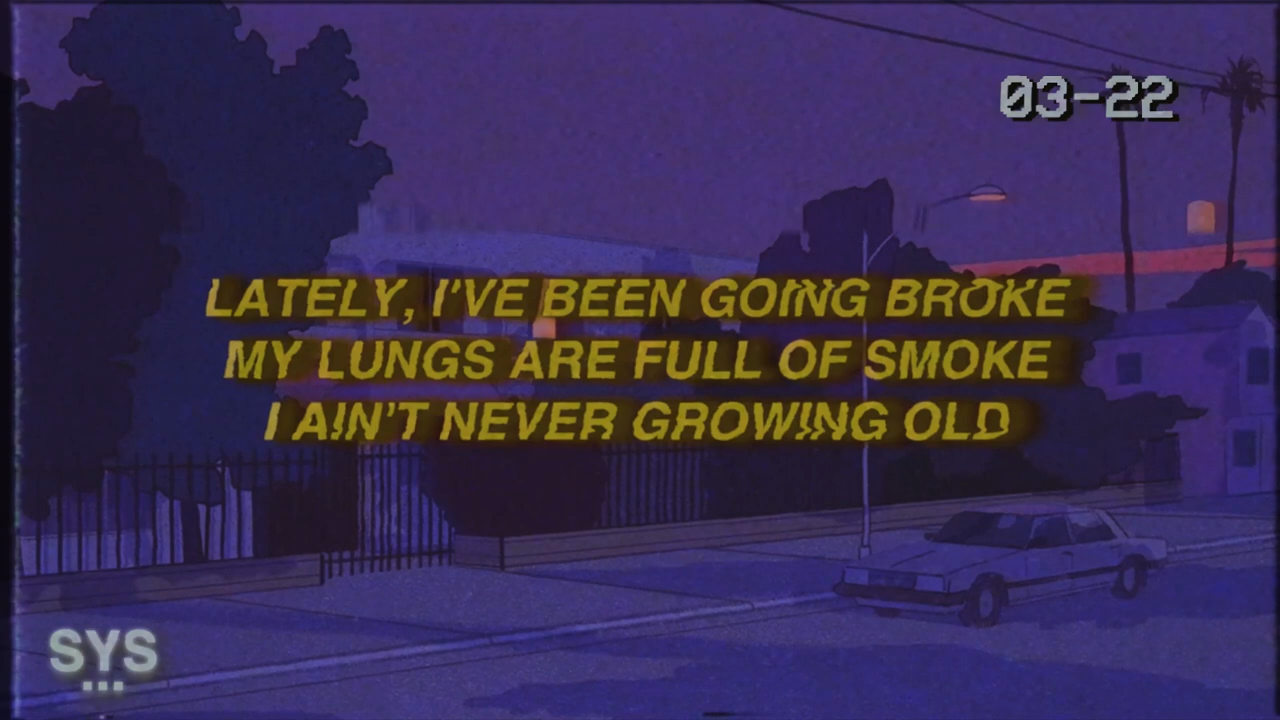 03-22
LATELY, I'VE BEEN GOING BROKE
MY LUNGS ARE FULL OF SMOKE
I AIN'T NEVER GROWING OLD
SYS